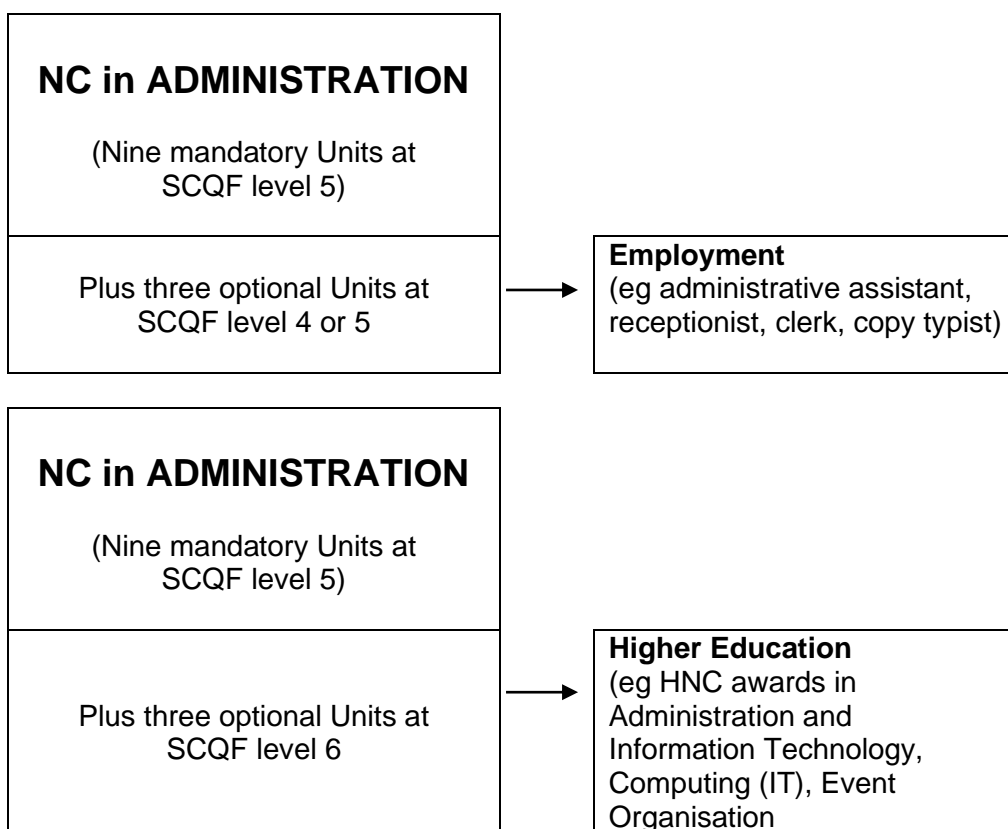 NC in ADMINISTRATION
(Nine mandatory Units at
SCQF level 5)
Plus three optional Units at
SCQF level 4 or 5
Employment
(eg administrative assistant,
receptionist, clerk, copy typist)
NC in ADMINISTRATION
(Nine mandatory Units at
SCQF level 5)
Plus three optional Units at
SCQF level 6
Higher Education
(eg HNC awards in
Administration and
Information Technology,
Computing (IT), Event
Organisation